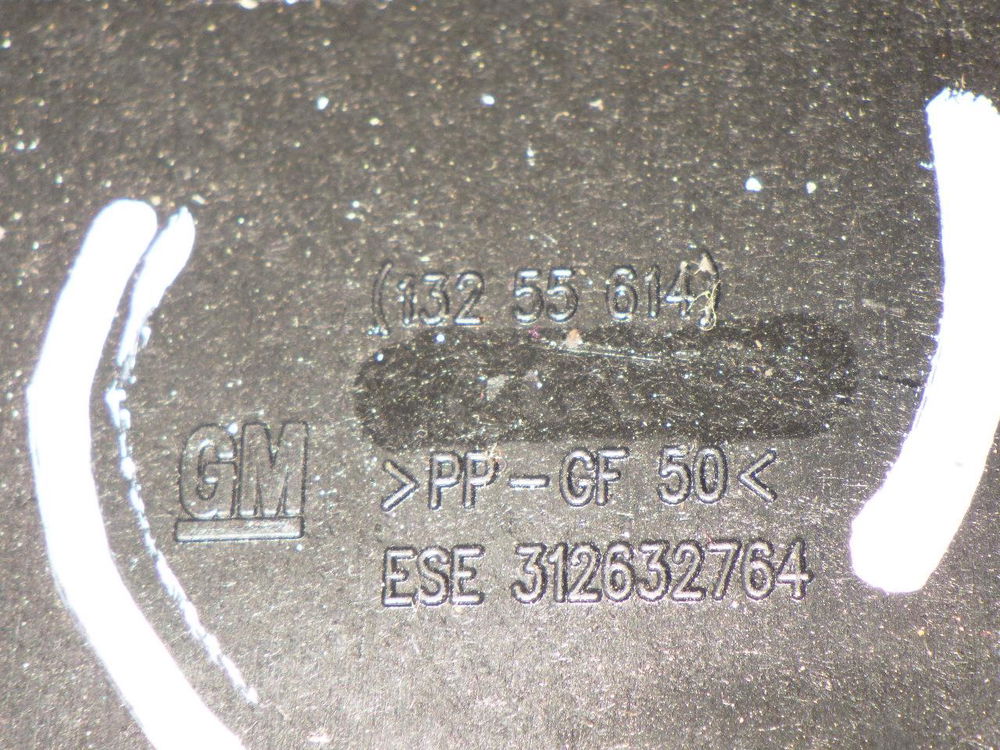 (132 55 614)
GM
>PP-GF 50<
ESE 312632764